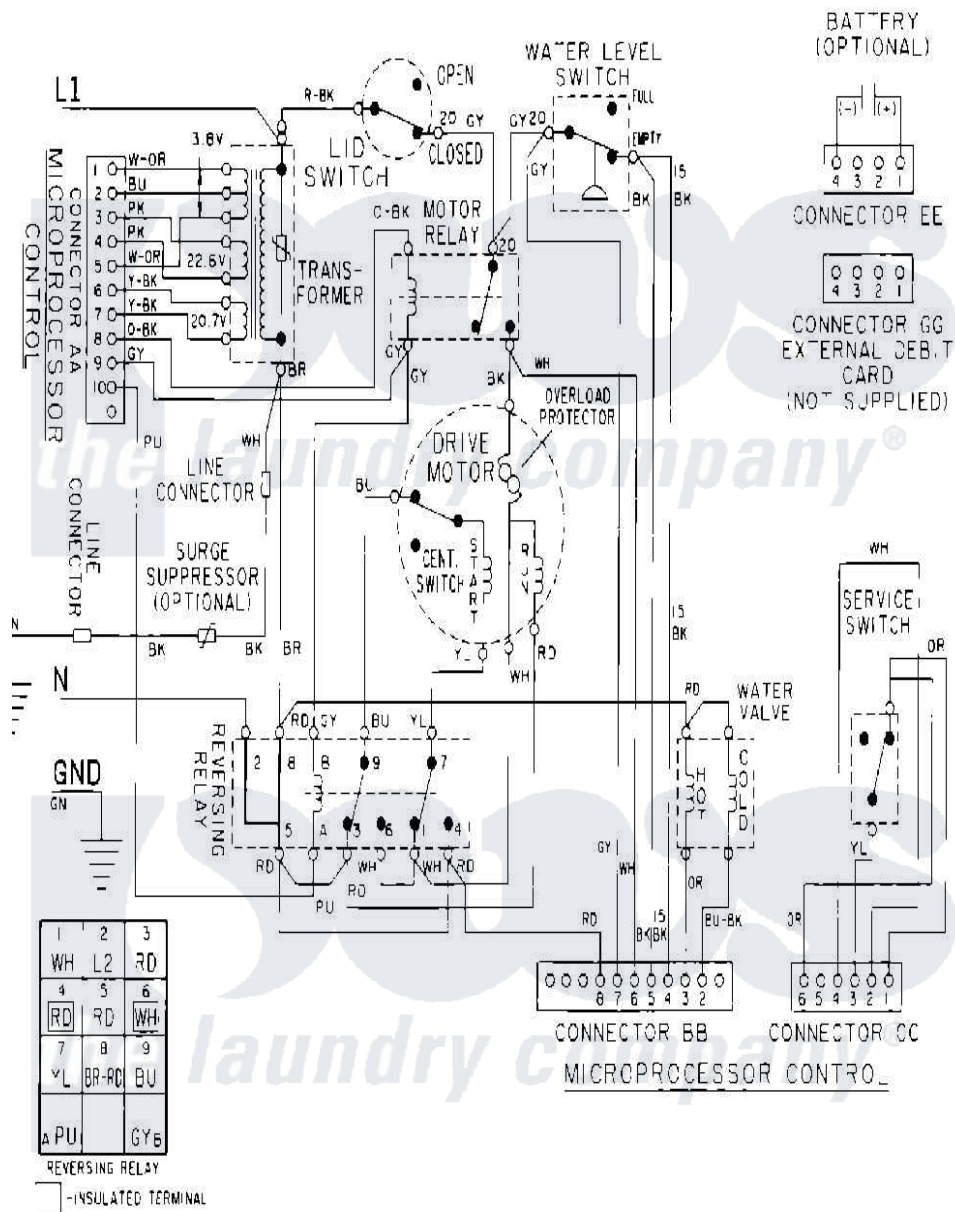 BATTERY
(OPTIONAL)
(-)
(+)
4 3 2 1
CONNECTOR EE
4 3 2 1
CONNECTOR GG
EXTERNAL DEBIT
CARD
(NOT SUPPLIED)
L1
R-BK
OPEN
20 GY
CLOSED
LID
SWITCH
WATER LEVEL
SWITCH
FULL
EMPTY
GY 20
GY
15
BK
BK
3.8V
MICROPROCESSOR
CONTROL
CONNECTOR AA
1 W-OR
2 BU
3 PK
4 PK
5 W-OR
6 Y-BK
7 Y-BK
8 O-BK
9 GY
10
22.6V
20.7V
TRANS-
FORMER
BR
O-BK
MOTOR
RELAY
20
GY
GY
BK
WH
PU
WH
LINE
CONNECTOR
OVERLOAD
PROTECTOR
DRIVE
MOTOR
BU
CENT.
SWITCH
START
RUN
YL
WH
RD
LINE
CONNECTOR
SURGE
SUPPRESSOR
(OPTIONAL)
N
BK
BK
BR
15
BK
WH
SERVICE
SWITCH
OR
YL
N
RD
GY
BU
YL
REVERSING
RELAY
2 8 B 9 7
5 A 3 6 4
RD
WH
WH
RD
RD
PU
RD
WATER
VALVE
HOT
COLD
OR
BU-BK
GND
GN
GY
WH
RD
BK
15
BK
OR
8 7 6 5 4 3 2
CONNECTOR BB
6 5 4 3 2 1
CONNECTOR CC
MICROPROCESSOR CONTROL
1 2 3
WH L2 RD
4 5 6
RD RD WH
7 8 9
YL BR-RD BU
A PU GY B
REVERSING RELAY
-INSULATED TERMINAL
the laundry company®
the laundry company®